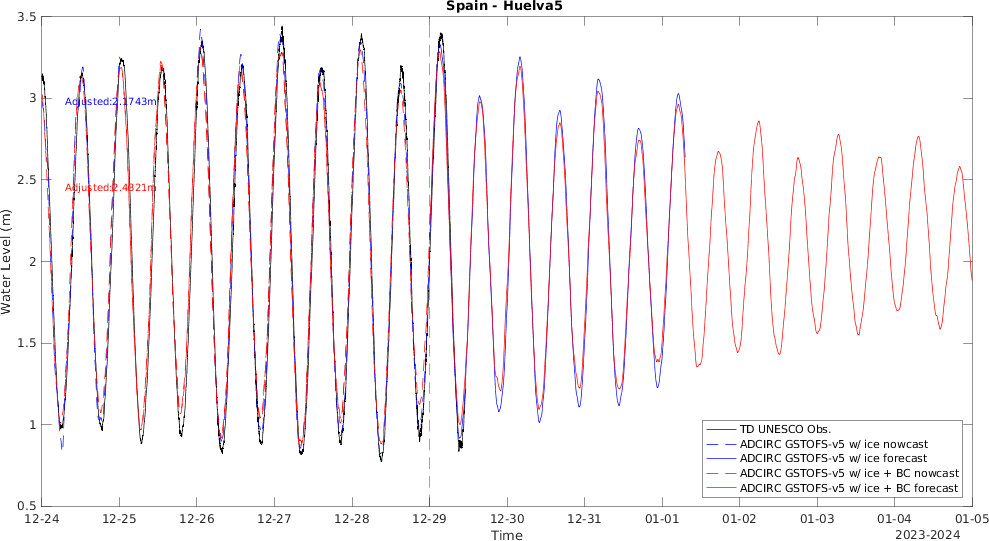 Spain - Huelva5
3.5
3
2.5
2
1.5
1
0.5
Water Level (m)
Adjusted:2.1743m
Adjusted:2.4321m
TD UNESCO Obs.
ADCIRC GSTOFS-v5 w/ ice nowcast
ADCIRC GSTOFS-v5 w/ ice forecast
ADCIRC GSTOFS-v5 w/ ice + BC nowcast
ADCIRC GSTOFS-v5 w/ ice + BC forecast
12-24 12-25 12-26 12-27 12-28 12-29 12-30 12-31 01-01 01-02 01-03 01-04 01-05
Time
2023-2024